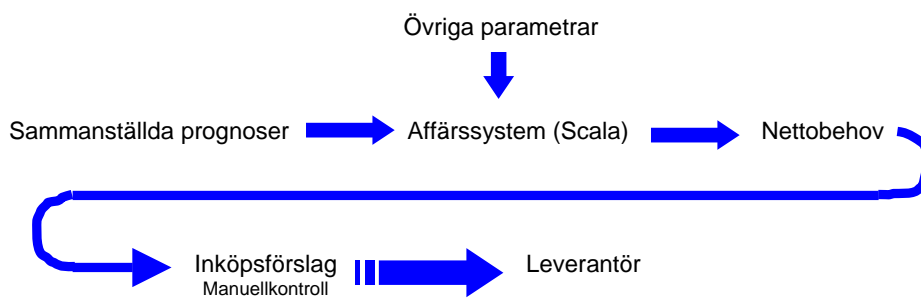 Övriga parametrar
Sammanställda prognoser
Affärssystem (Scala)
Nettobehov
Inköpsförslag
Manuellkontroll
Leverantör